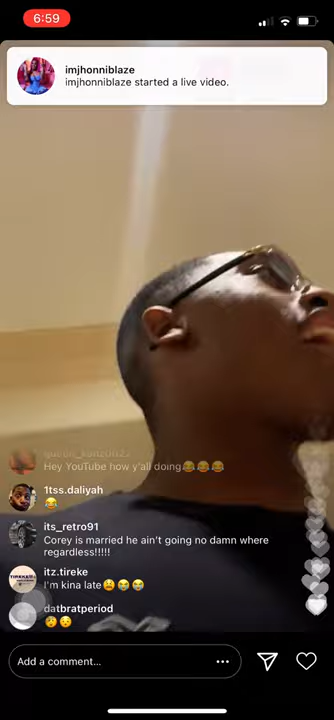 6:59
imjhonniblaze
imjhonniblaze started a live video.
Hey YouTube how y'all doing😂😂😂
1tss.daliyah
😂
its_retro91
Corey is married he ain't going no damn where
regardless!!!!!
itz.tireke
I'm kina late😫😭😭
datbratperiod
🤨😟
Add a comment...